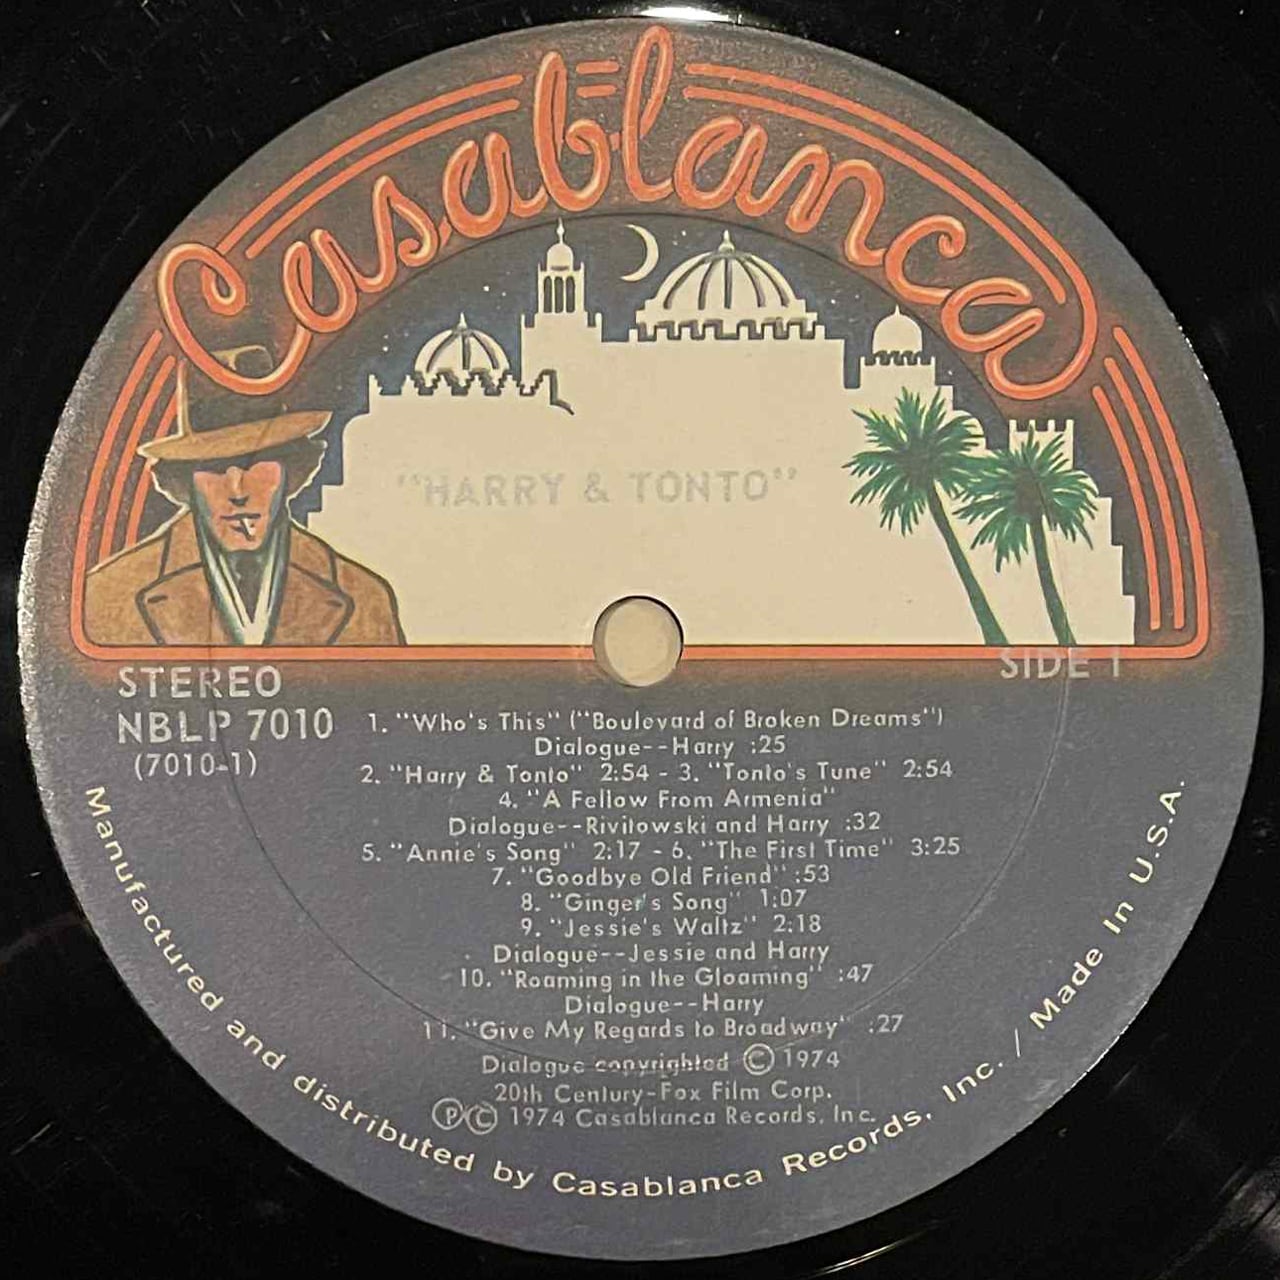 Casablanca
"HARRY & TONTO"
STEREO
SIDE 1
NBLP 7010
(7010-1)
1. "Who's This" ("Boulevard of Broken Dreams")
Dialogue--Harry :25
2. "Harry & Tonto" 2:54 - 3. "Tonto's Tune" 2:54
4. "A Fellow From Armenia"
Dialogue--Rivitowski and Harry :32
5. "Annie's Song" 2:17 - 6. "The First Time" 3:25
7. "Goodbye Old Friend" :53
8. "Ginger's Song" 1:07
9. "Jessie's Waltz" 2:18
Dialogue--Jessie and Harry
10. "Roaming in the Gloaming" :47
Dialogue--Harry
11. "Give My Regards to Broadway" :27
Dialogue copyrighted © 1974
20th Century-Fox Film Corp.
℗© 1974 Casablanca Records, Inc.
Manufactured and distributed by Casablanca Records, Inc. / Made In U.S.A.